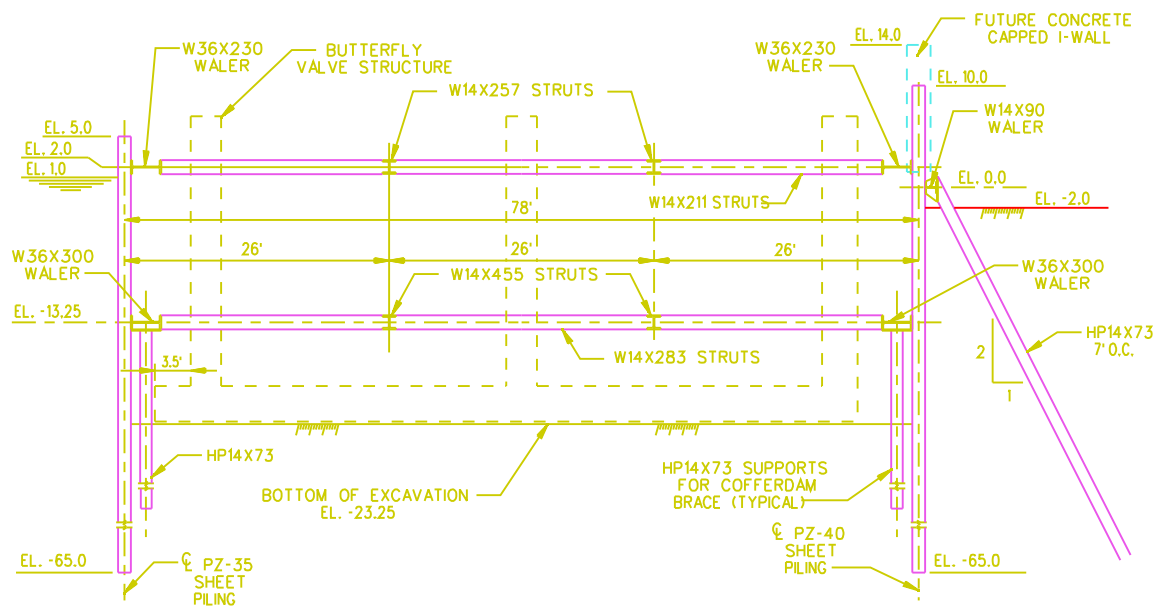 FUTURE CONCRETE
CAPPED I-WALL
EL. 14.0
W36X230
WALER
BUTTERFLY
VALVE STRUCTURE
W36X230
WALER
EL. 10.0
W14X257 STRUTS
W14X90
WALER
EL. 5.0
EL. 2.0
EL. 1.0
EL. 0.0
W14X211 STRUTS
EL. -2.0
78'
26'
26'
26'
W36X300
WALER
W14X455 STRUTS
W36X300
WALER
EL. -13.25
HP14X73
7' O.C.
2
1
3.5'
W14X283 STRUTS
HP14X73
HP14X73 SUPPORTS
FOR COFFERDAM
BRACE (TYPICAL)
BOTTOM OF EXCAVATION
EL. -23.25
℄ PZ-40
SHEET
PILING
EL. -65.0
℄ PZ-35
SHEET
PILING
EL. -65.0